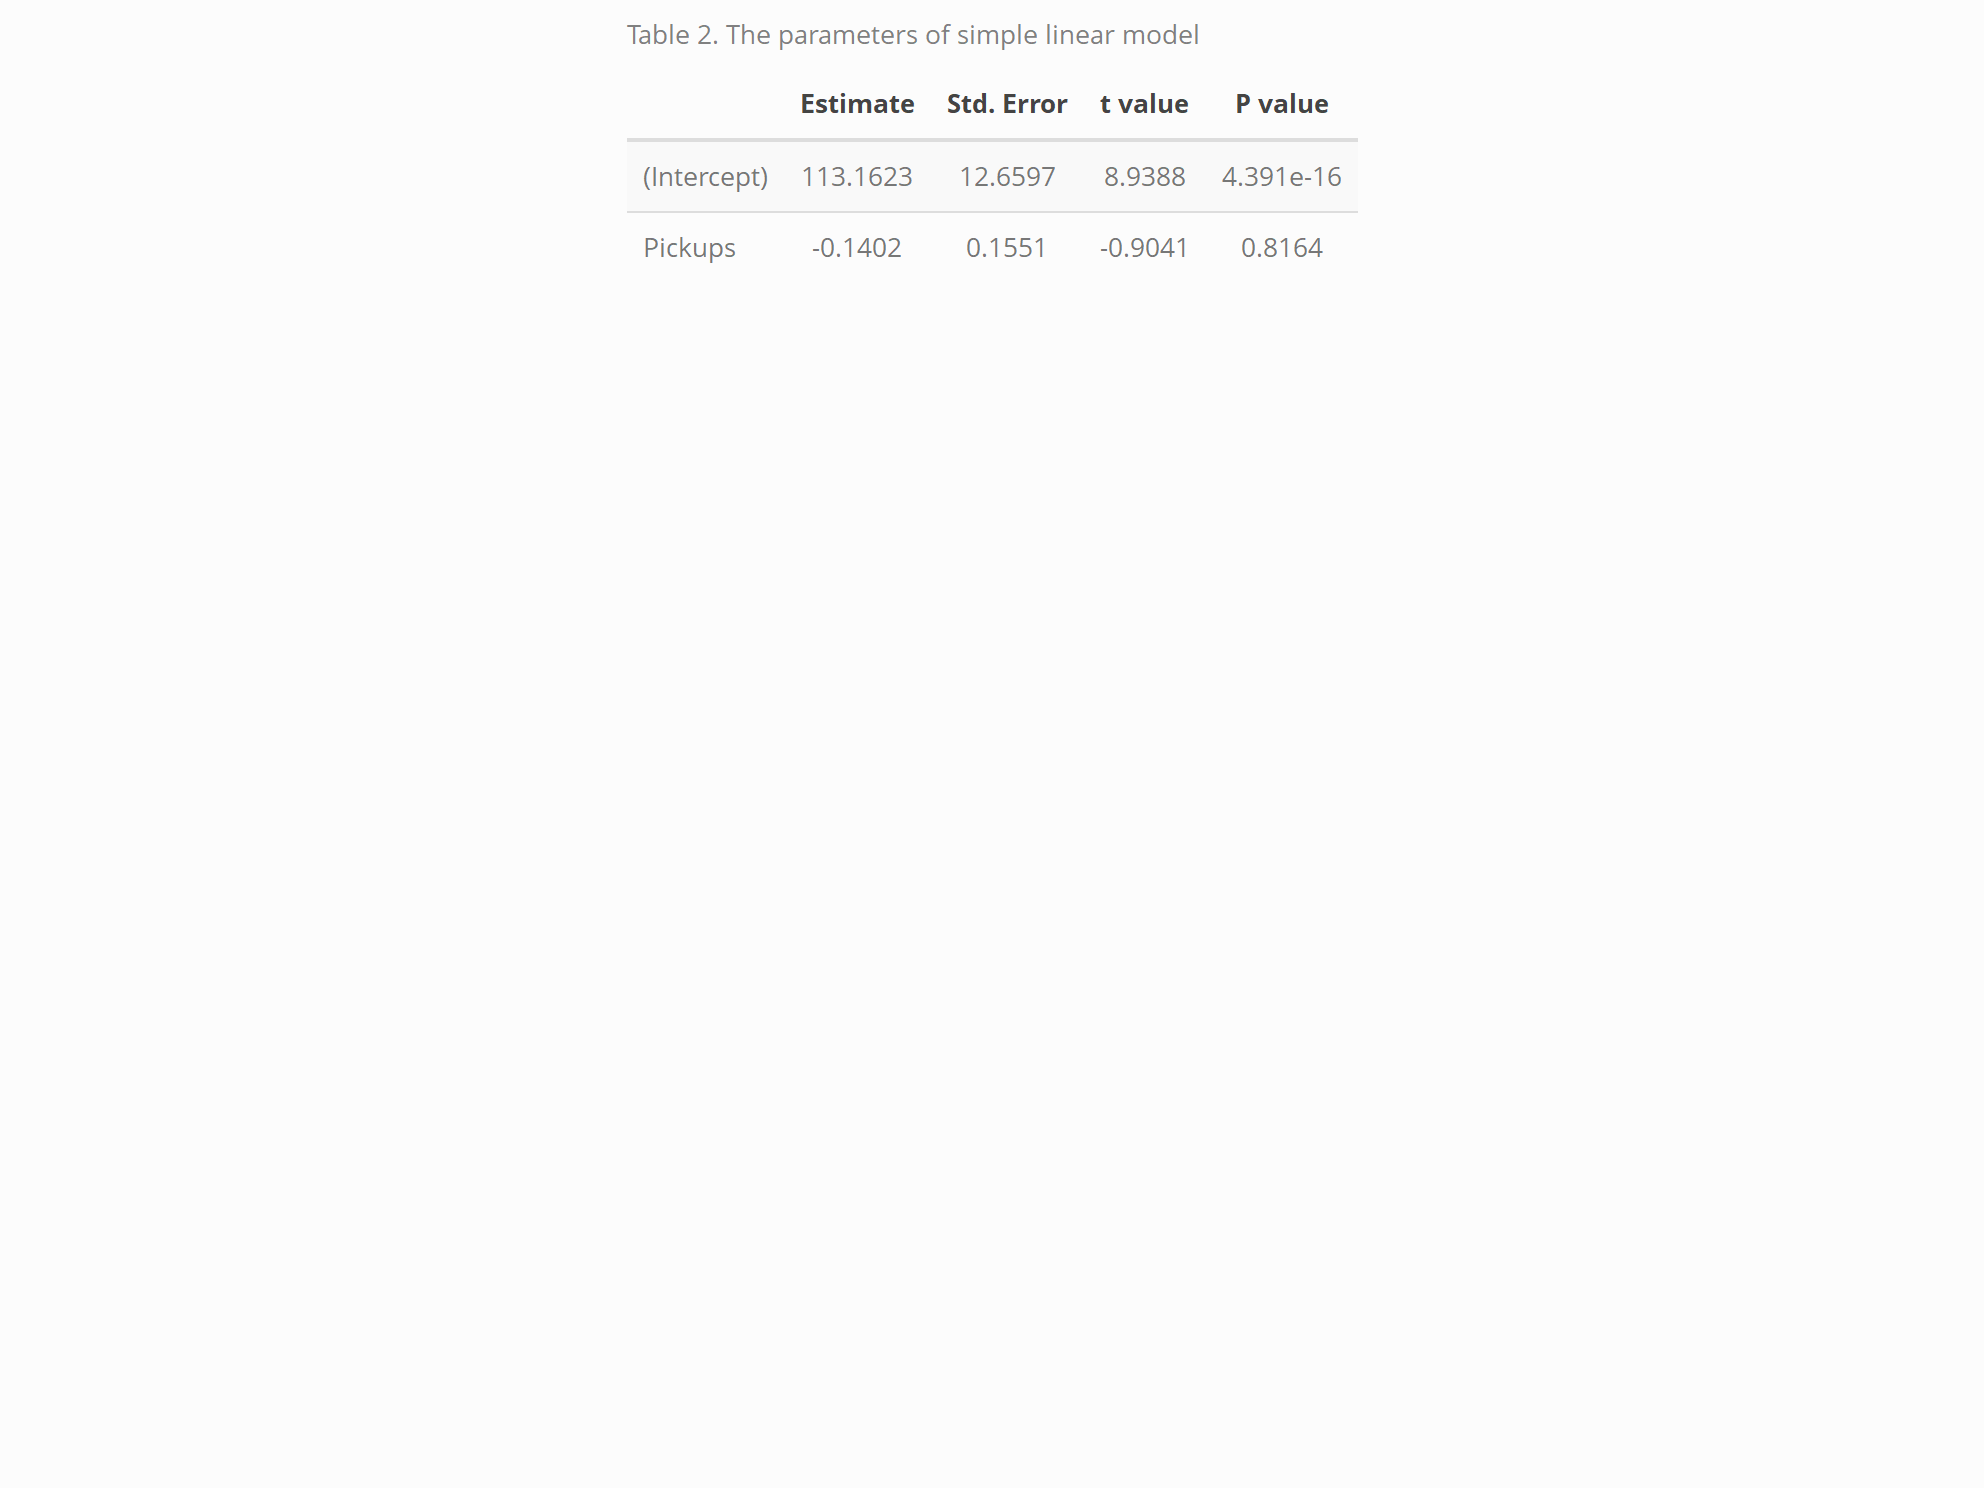 Table 2. The parameters of simple linear model
Estimate Std. Error t value P value
(Intercept) 113.1623 12.6597 8.9388 4.391e-16
Pickups -0.1402 0.1551 -0.9041 0.8164